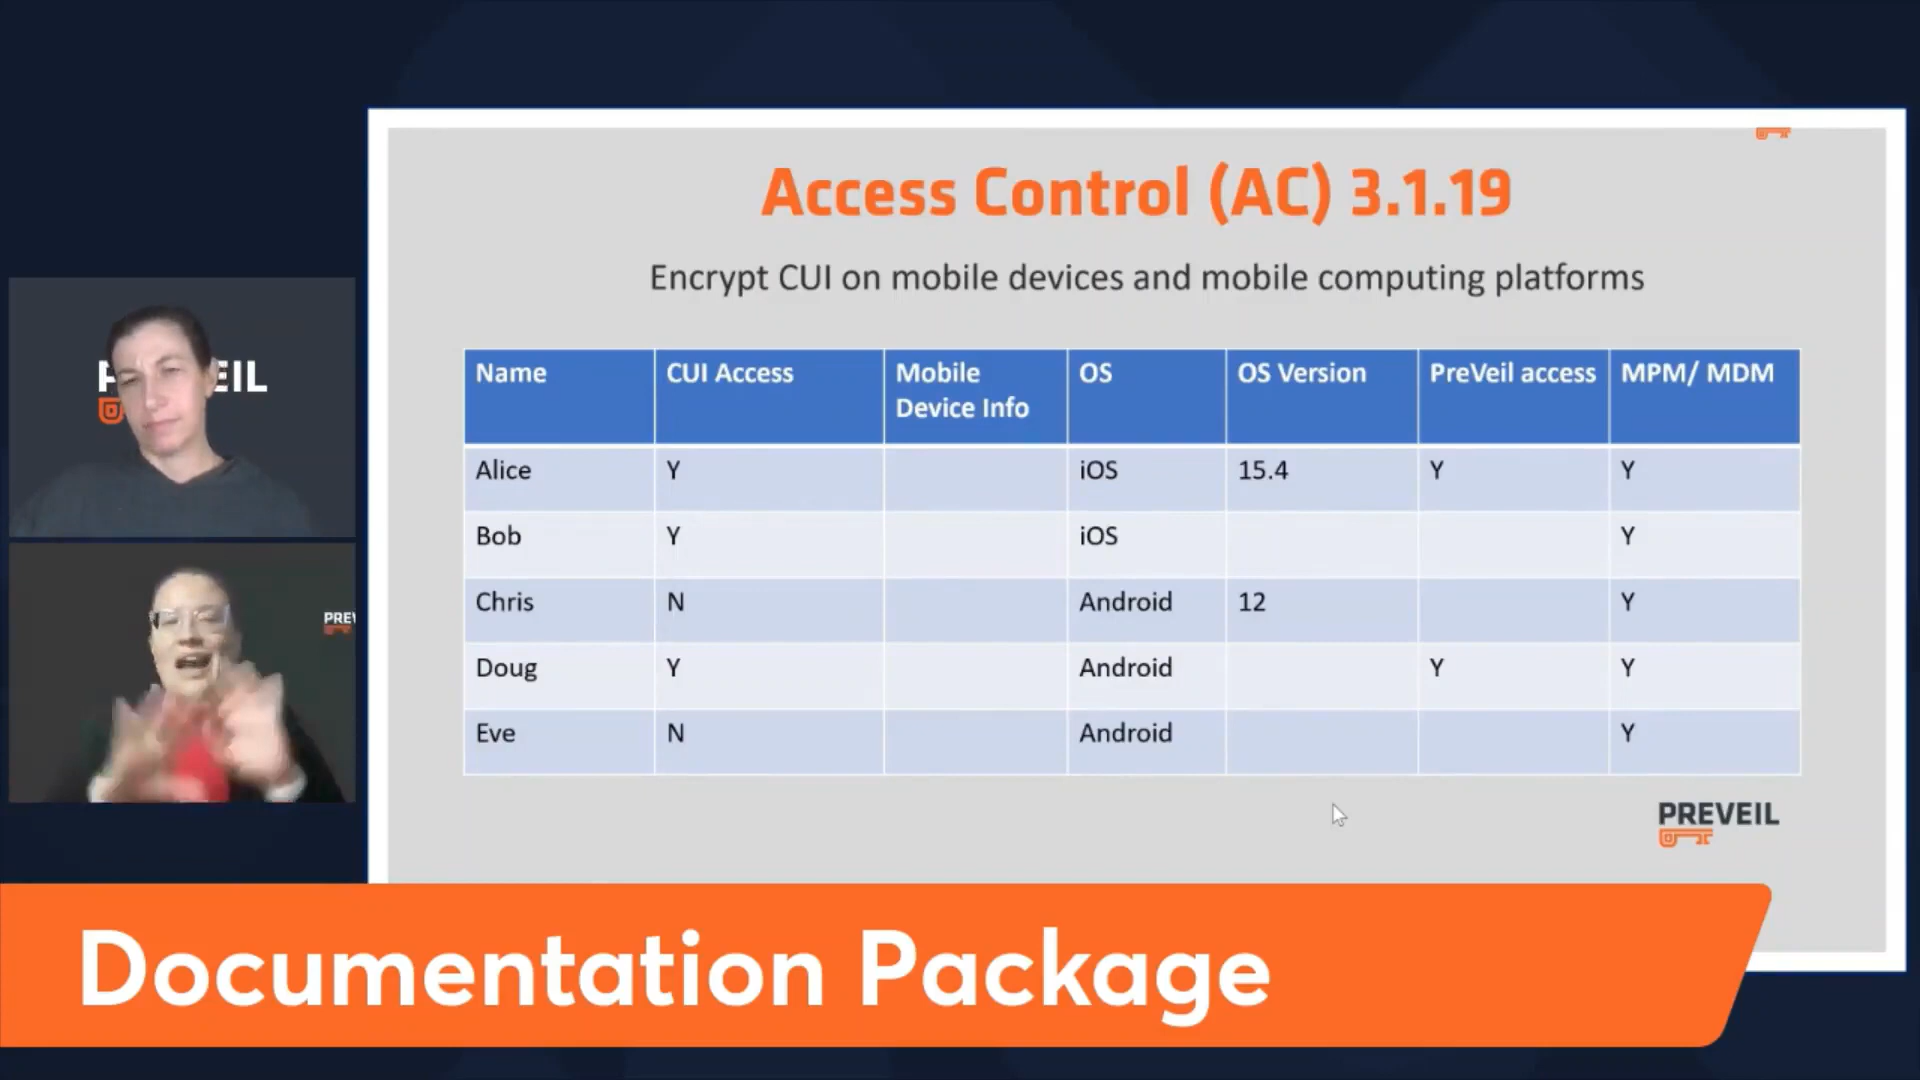 Access Control (AC) 3.1.19
Encrypt CUI on mobile devices and mobile computing platforms
Name CUI Access Mobile Device Info OS OS Version PreVeil access MPM/ MDM
Alice Y iOS 15.4 Y Y
Bob Y iOS Y
Chris N Android 12 Y
Doug Y Android Y Y
Eve N Android Y
PREVEIL
EIL
PREV
Documentation Package